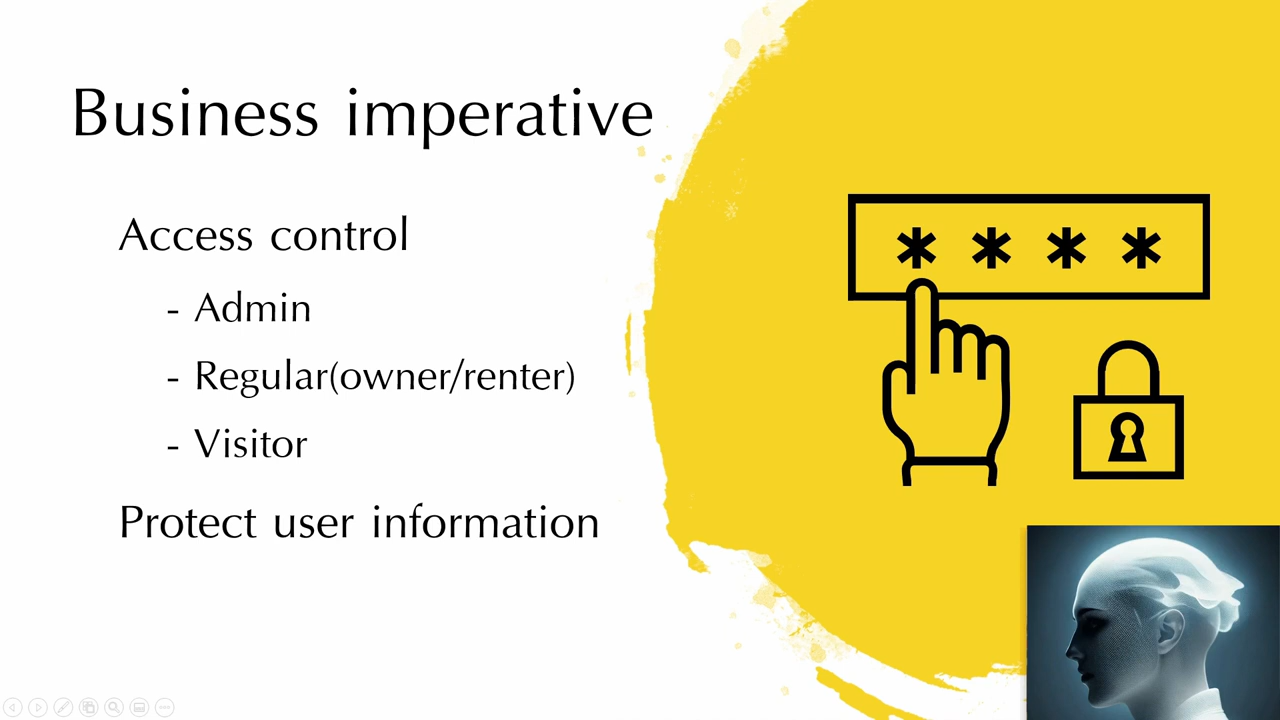 Business imperative
Access control
- Admin
- Regular(owner/renter)
- Visitor
Protect user information
* * * *